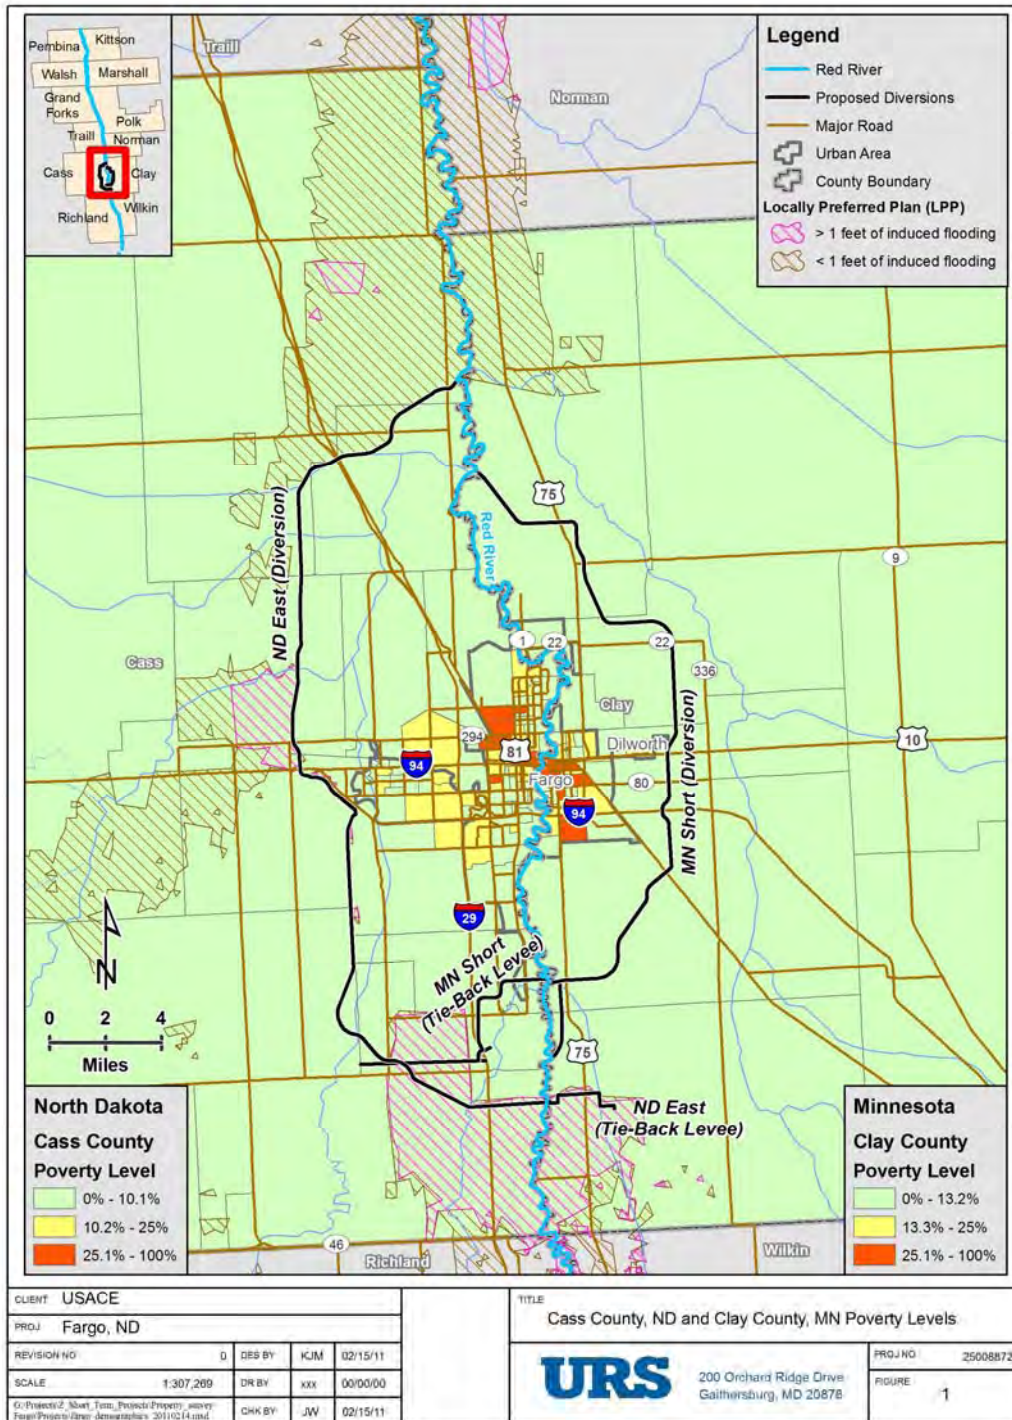 Pembina
Kittson
Walsh
Marshall
Grand
Forks
Polk
Traill
Norman
Cass
Clay
Richland
Wilkin
Traill
Norman
Legend
Red River
Proposed Diversions
Major Road
Urban Area
County Boundary
Locally Preferred Plan (LPP)
> 1 feet of induced flooding
< 1 feet of induced flooding
75
Red River
ND East (Diversion)
9
1
22
22
336
Cass
Clay
MN Short (Diversion)
294
81
Dilworth
10
94
Fargo
80
94
29
MN Short
(Tie-Back Levee)
N
0 2 4
Miles
75
ND East
(Tie-Back Levee)
North Dakota
Cass County
Poverty Level
0% - 10.1%
10.2% - 25%
25.1% - 100%
Minnesota
Clay County
Poverty Level
0% - 13.2%
13.3% - 25%
25.1% - 100%
46
Richland
Wilkin
CLIENT USACE
PROJ Fargo, ND
REVISION NO 0 DES BY KJM 02/15/11
SCALE 1:307,269 DR BY xxx 00/00/00
CHK BY JW 02/15/11
TITLE
Cass County, ND and Clay County, MN Poverty Levels
URS
200 Orchard Ridge Drive
Gaithersburg, MD 20878
PROJ NO 25008872
FIGURE
1